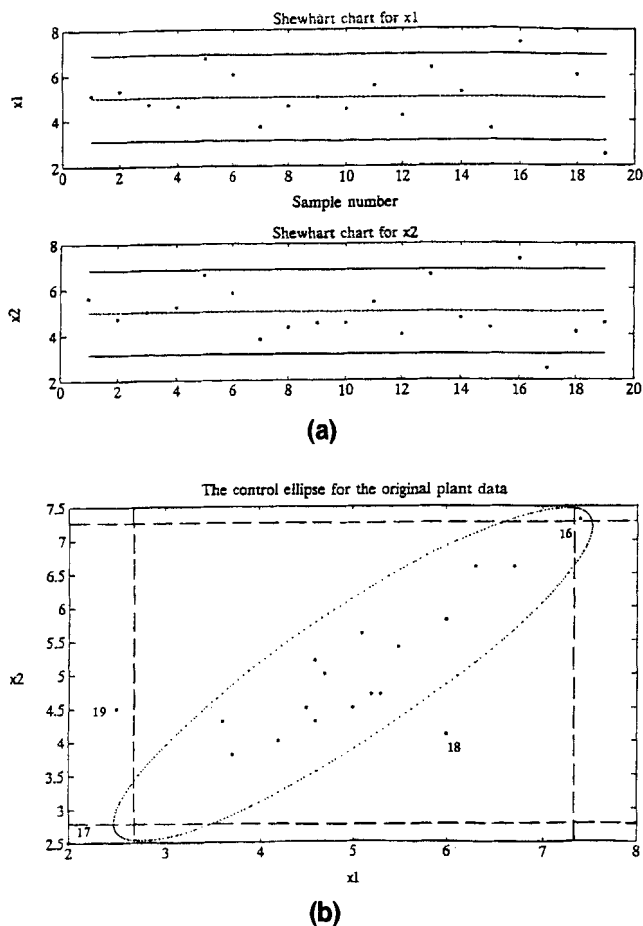 Shewhart chart for x1
8
6
4
2
x1
0 2 4 6 8 10 12 14 16 18 20
Sample number
Shewhart chart for x2
8
6
4
2
x2
0 2 4 6 8 10 12 14 16 18 20
(a)
The control ellipse for the original plant data
7.5
7
6.5
6
5.5
5
4.5
4
3.5
3
2.5
x2
16
19
18
17
2 3 4 5 6 7 8
x1
(b)